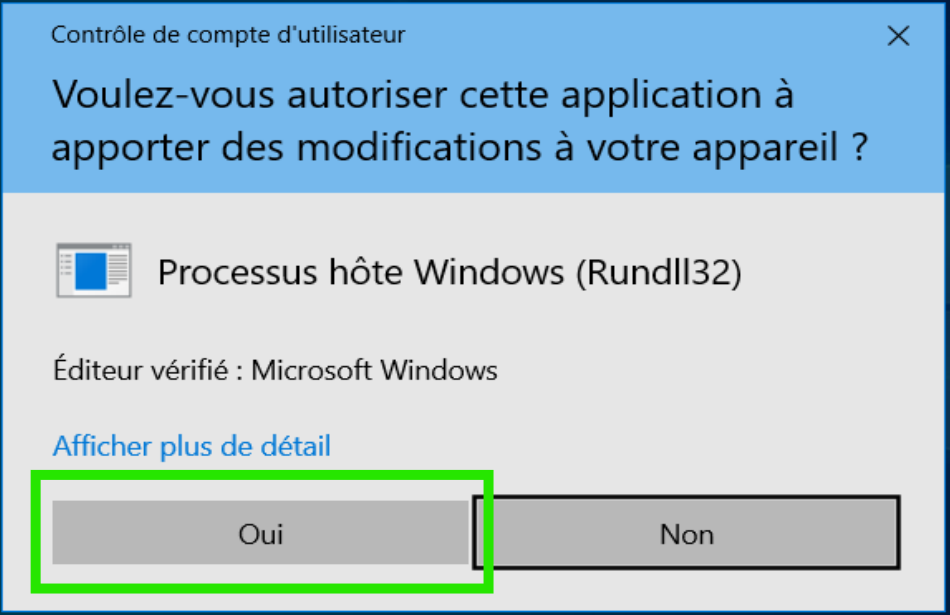 Contrôle de compte d'utilisateur
Voulez-vous autoriser cette application à
apporter des modifications à votre appareil ?
Processus hôte Windows (Rundll32)
Éditeur vérifié : Microsoft Windows
Afficher plus de détail
Oui
Non